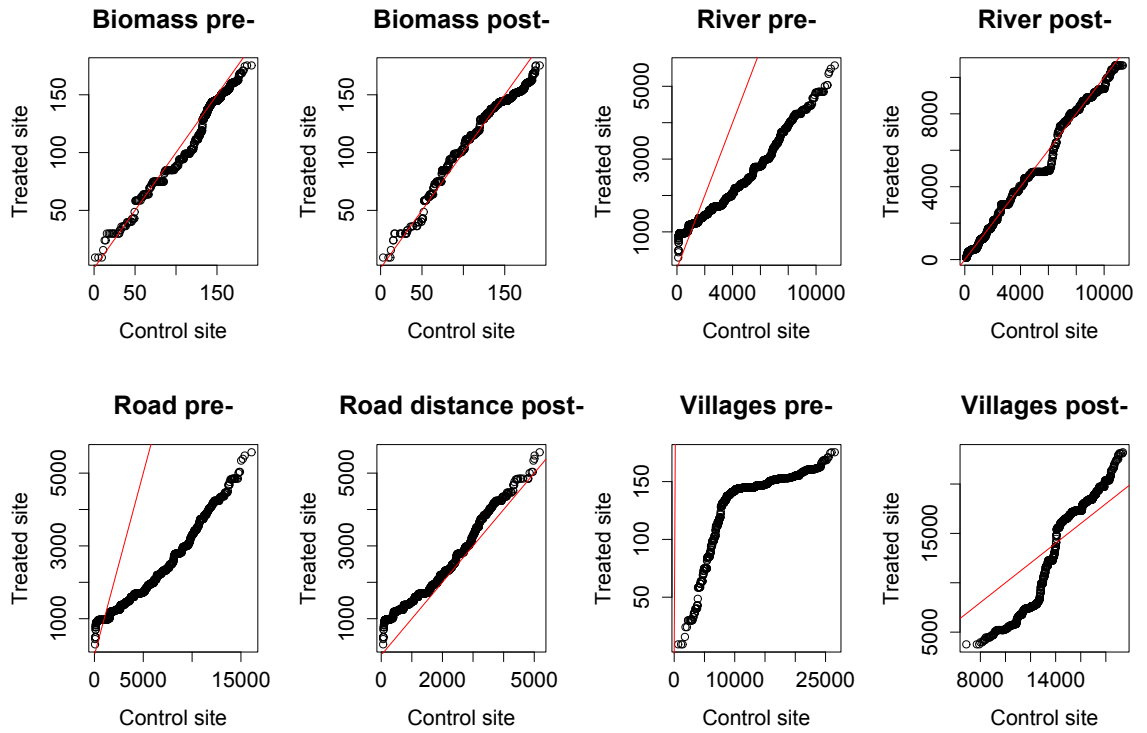 Biomass pre-
Biomass post-
River pre-
River post-
Treated site
50 100 150
0 50 150
Control site
Treated site
50 100 150
0 50 150
Control site
Treated site
1000 3000 5000
0 4000 10000
Control site
Treated site
0 4000 8000
0 4000 10000
Control site
Road pre-
Road distance post-
Villages pre-
Villages post-
Treated site
1000 3000 5000
0 5000 15000
Control site
Treated site
1000 3000 5000
0 2000 5000
Control site
Treated site
50 100 150
0 10000 25000
Control site
Treated site
5000 15000
8000 14000
Control site